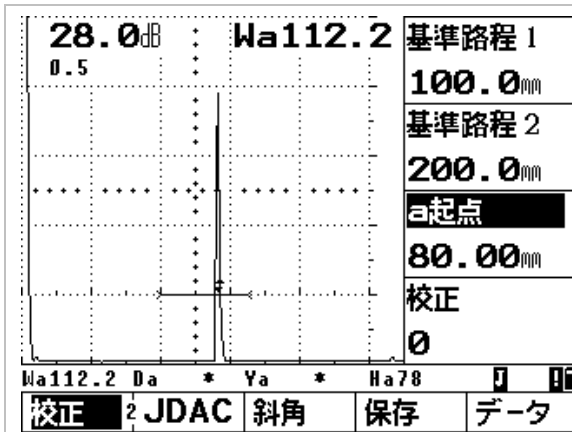 28.0dB Wa112.2
0.5
基準路程 1
100.0mm
基準路程 2
200.0mm
a起点
80.00mm
校正
0
Wa112.2 Da * Ya * Ha78 J !
校正 2 JDAC 斜角 保存 データ